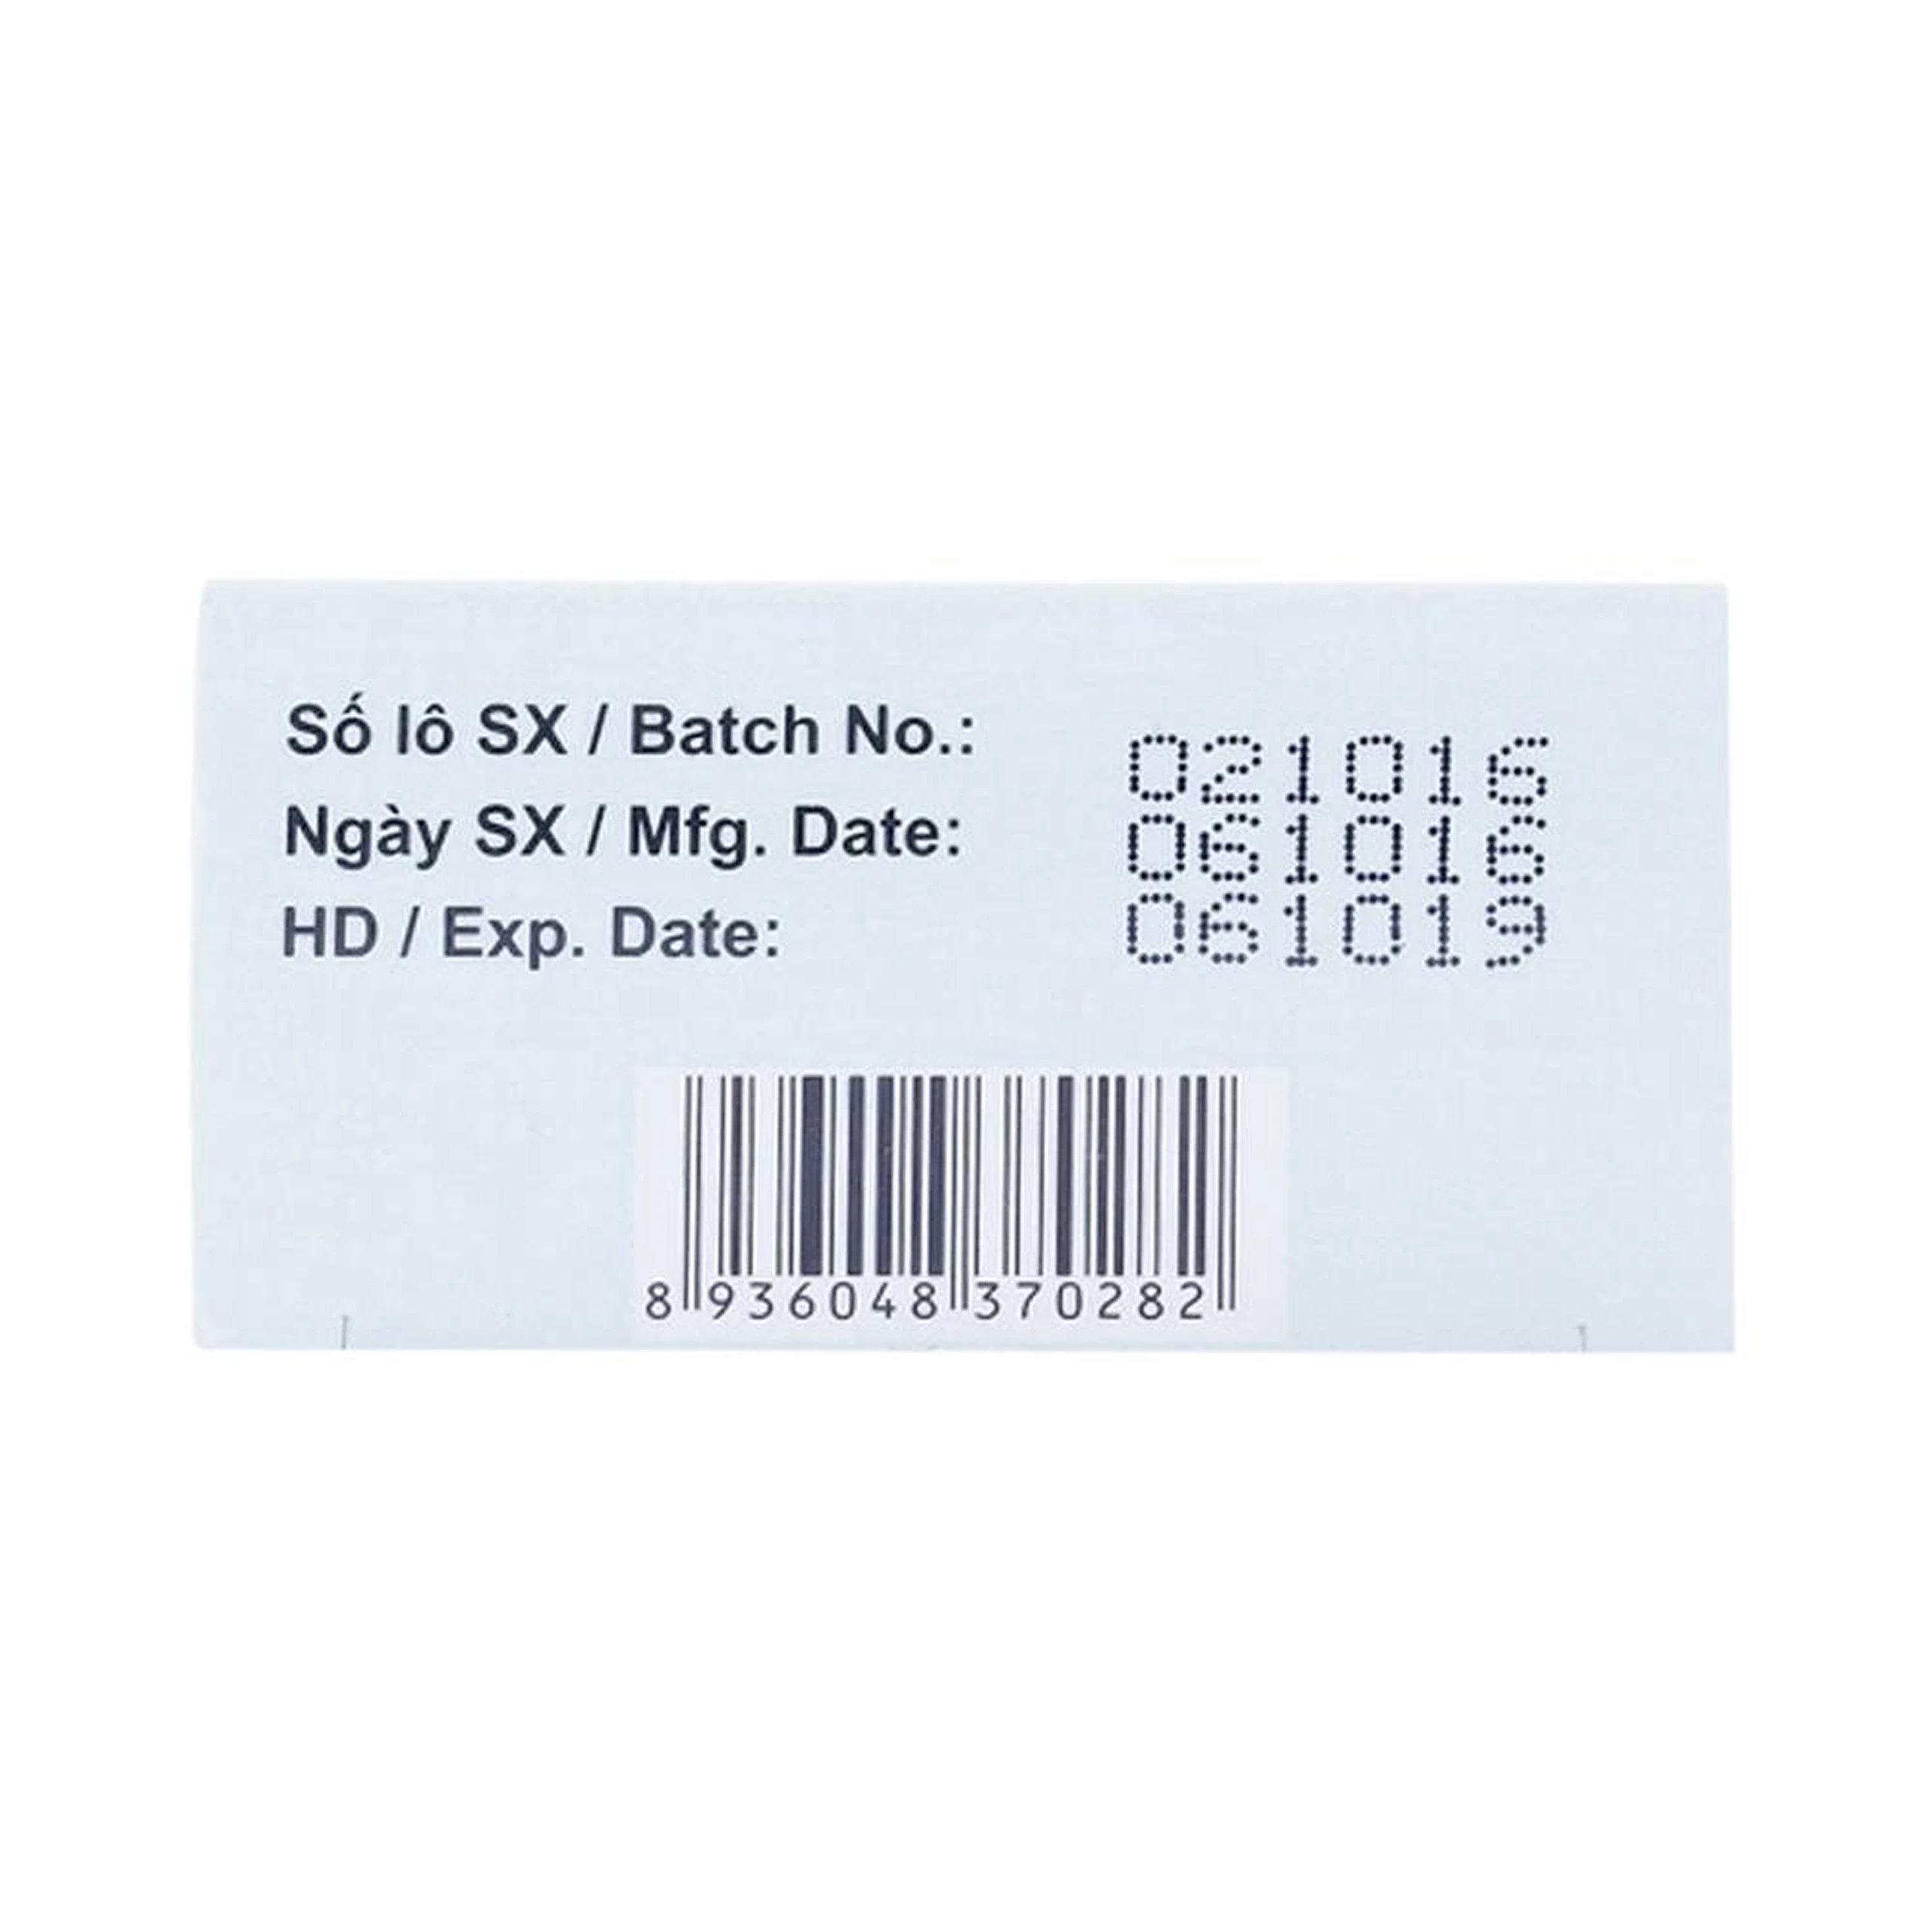 Số lô SX / Batch No.: 021016
Ngày SX / Mfg. Date: 061016
HD / Exp. Date: 061019
8 936048 370282